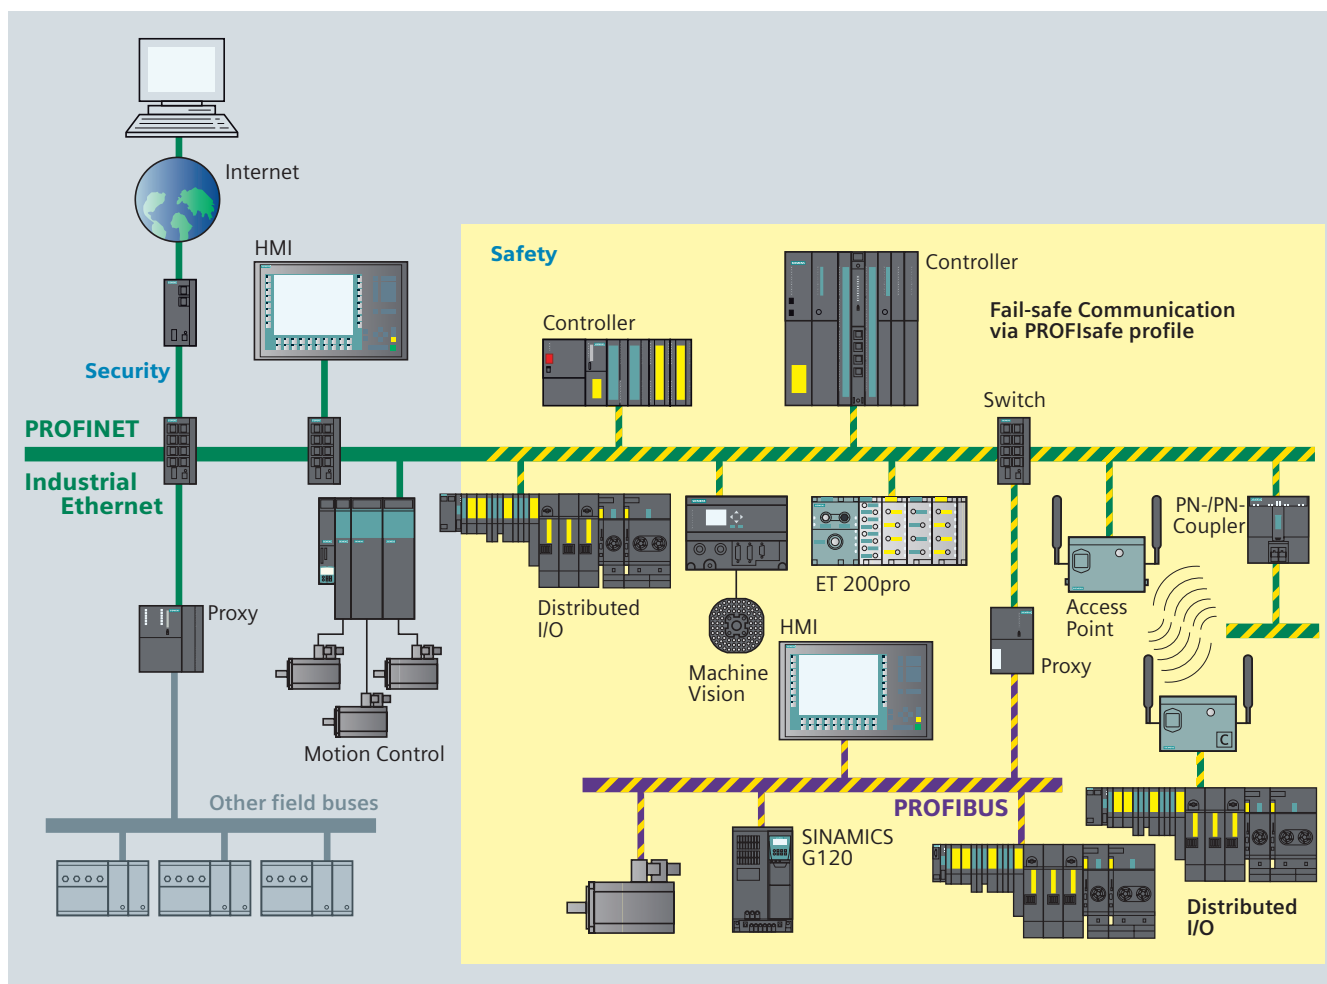 Internet
HMI
Safety
Controller
Controller
Fail-safe Communication
via PROFIsafe profile
Security
Switch
PROFINET
Industrial
Ethernet
PN-/PN-
Coupler
ET 200pro
Proxy
Distributed
I/O
Access
Point
HMI
Machine
Vision
Proxy
C
Motion Control
Other field buses
PROFIBUS
SINAMICS
G120
Distributed
I/O